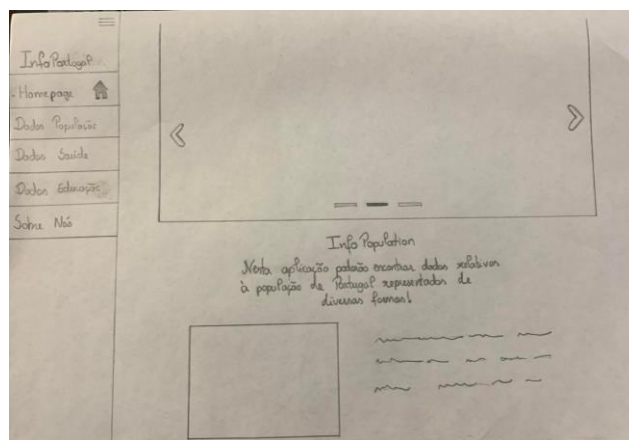 InfoPortugal
Homepage
Dados População
Dados Saúde
Dados Educação
Sobre Nós
Info Population
Nesta aplicação poderão encontrar dados relativos
à população de Portugal representados de
diversas formas!